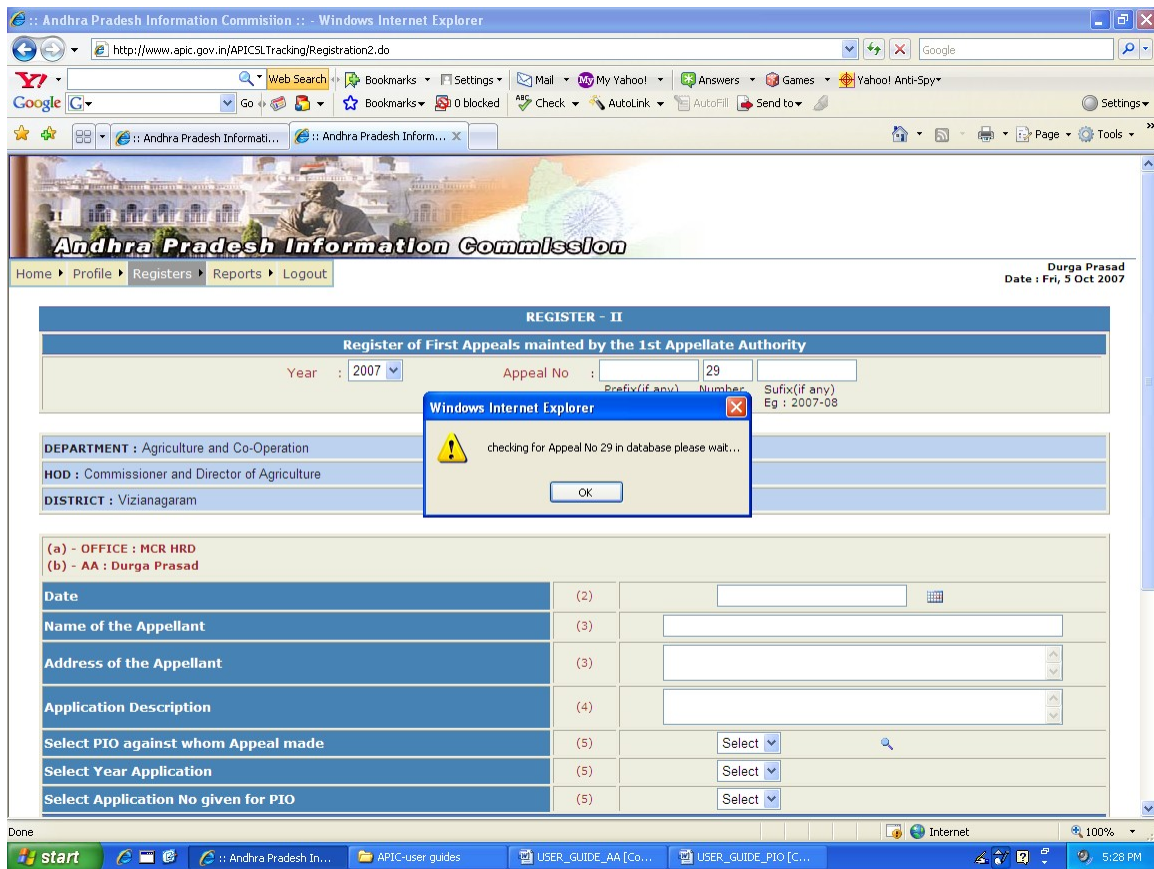 :: Andhra Pradesh Information Commisiion :: - Windows Internet Explorer
http://www.apic.gov.in/APICSLTracking/Registration2.do
Google
Y! Web Search Bookmarks Settings Mail My My Yahoo! Answers Games Yahoo! Anti-Spy
Google G Go Bookmarks 0 blocked ABC Check AutoLink AutoFill Send to Settings
:: Andhra Pradesh Informati... :: Andhra Pradesh Inform... X Page Tools »
Andhra Pradesh Information Commission
Home Profile Registers Reports Logout
Durga Prasad
Date : Fri, 5 Oct 2007
REGISTER - II
Register of First Appeals mainted by the 1st Appellate Authority
Year : 2007 Appeal No : 29
Prefix(if any) Number Sufix(if any)
Eg : 2007-08
Windows Internet Explorer
checking for Appeal No 29 in database please wait...
OK
DEPARTMENT : Agriculture and Co-Operation
HOD : Commissioner and Director of Agriculture
DISTRICT : Vizianagaram
(a) - OFFICE : MCR HRD
(b) - AA : Durga Prasad
Date (2)
Name of the Appellant (3)
Address of the Appellant (3)
Application Description (4)
Select PIO against whom Appeal made (5) Select
Select Year Application (5) Select
Select Application No given for PIO (5) Select
Done Internet 100%
start :: Andhra Pradesh In... APIC-user guides USER_GUIDE_AA [Co... USER_GUIDE_PIO [C... 5:28 PM